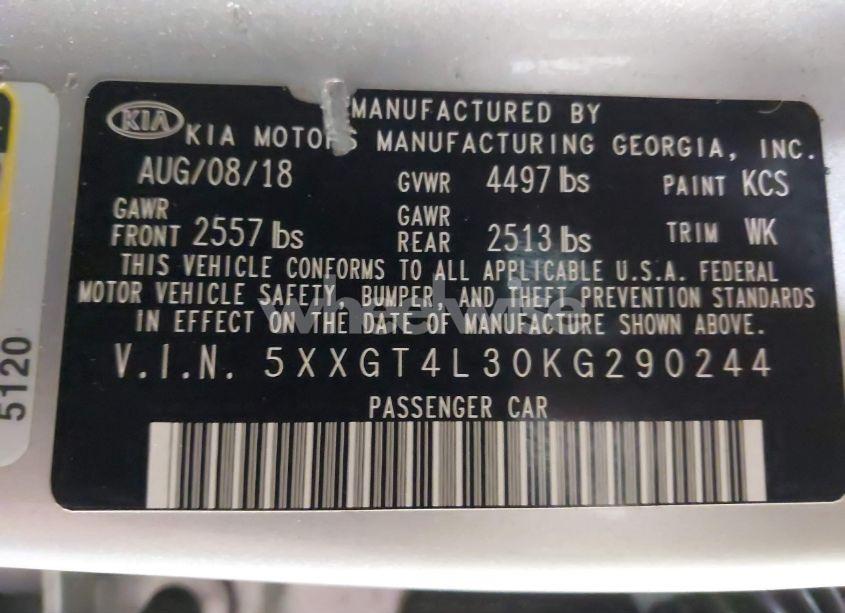 MANUFACTURED BY
KIA KIA MOTORS MANUFACTURING GEORGIA, INC.
AUG/08/18 GVWR 4497 lbs PAINT KCS
GAWR FRONT 2557 lbs GAWR REAR 2513 lbs TRIM WK
THIS VEHICLE CONFORMS TO ALL APPLICABLE U.S.A. FEDERAL
MOTOR VEHICLE SAFETY, BUMPER, AND THEFT PREVENTION STANDARDS
IN EFFECT ON THE DATE OF MANUFACTURE SHOWN ABOVE.
V.I.N. 5XXGT4L30KG290244
PASSENGER CAR
5120
wheelwise